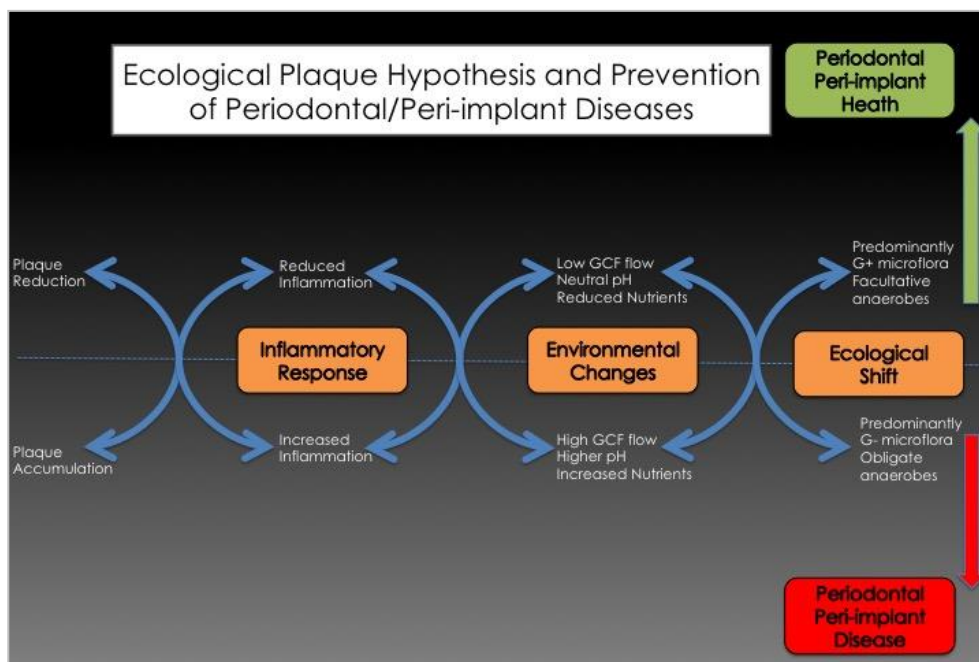 Ecological Plaque Hypothesis and Prevention
of Periodontal/Peri-implant Diseases
Periodontal
Peri-implant
Heath
Plaque
Reduction
Reduced
Inflammation
Low GCF flow
Neutral pH
Reduced Nutrients
Predominantly
G+ microflora
Facultative
anaerobes
Inflammatory
Response
Environmental
Changes
Ecological
Shift
Plaque
Accumulation
Increased
Inflammation
High GCF flow
Higher pH
Increased Nutrients
Predominantly
G- microflora
Obligate
anaerobes
Periodontal
Peri-implant
Disease